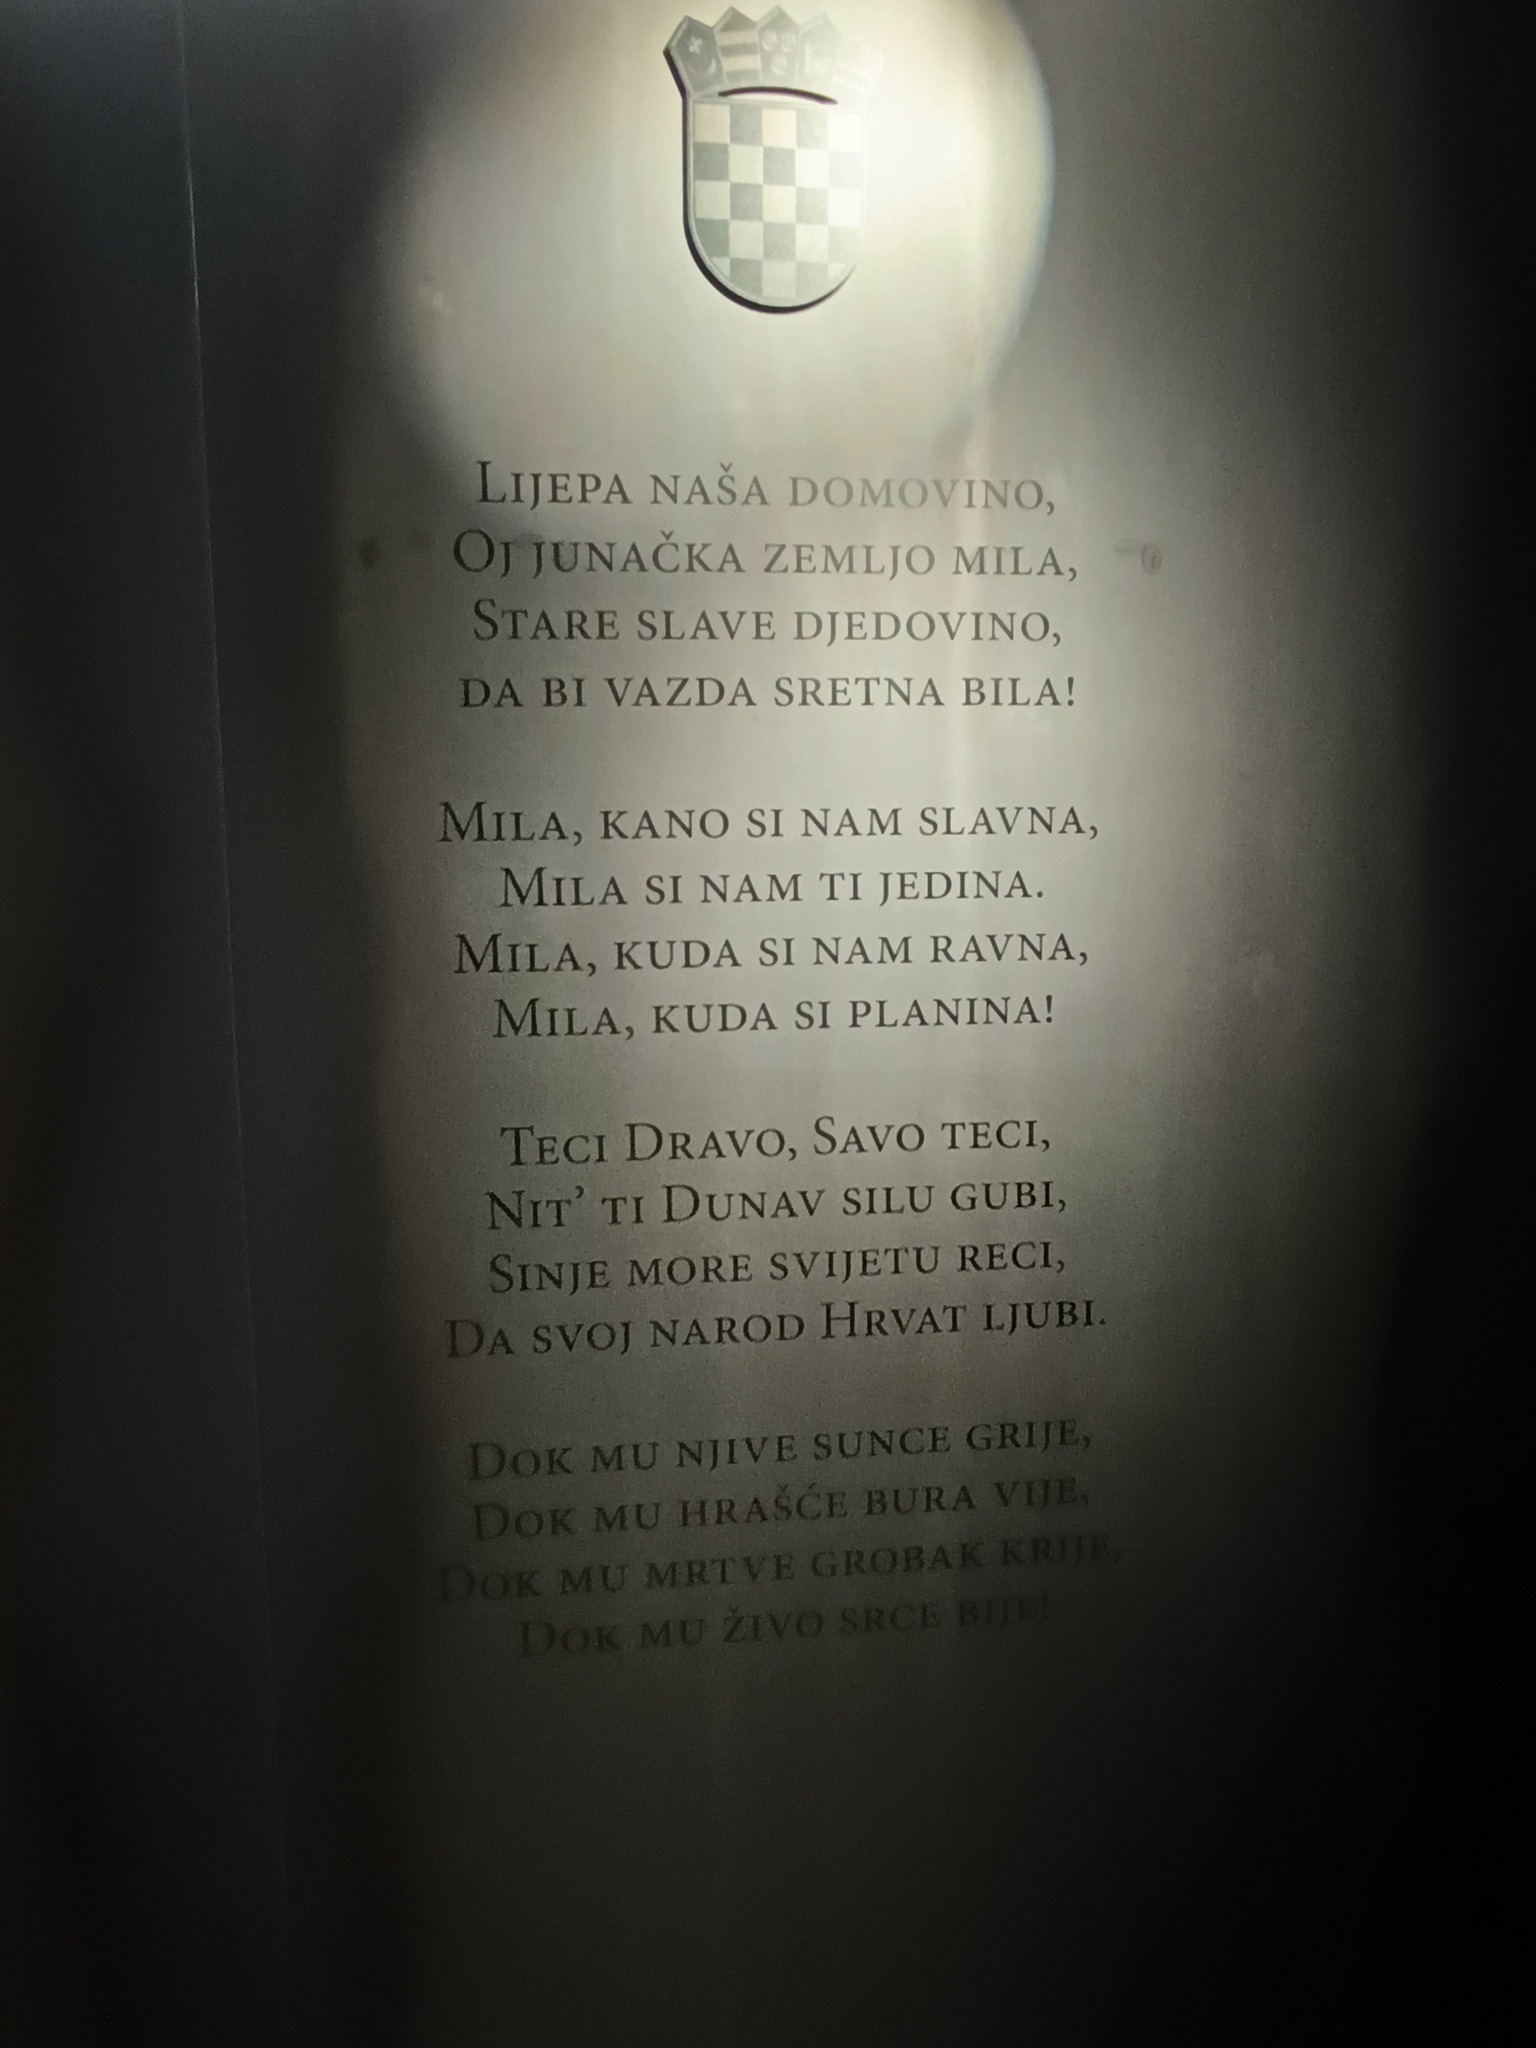 Lijepa naša domovino,
Oj junačka zemljo mila,
Stare slave djedovino,
da bi vazda sretna bila!
Mila, kano si nam slavna,
Mila si nam ti jedina.
Mila, kuda si nam ravna,
Mila, kuda si planina!
Teci Dravo, Savo teci,
Nit’ ti Dunav silu gubi,
Sinje more svijetu reci,
Da svoj narod Hrvat ljubi.
Dok mu njive sunce grije,
Dok mu hrašće bura vije,
Dok mu mrtve grobak krije,
Dok mu živo srce bije!